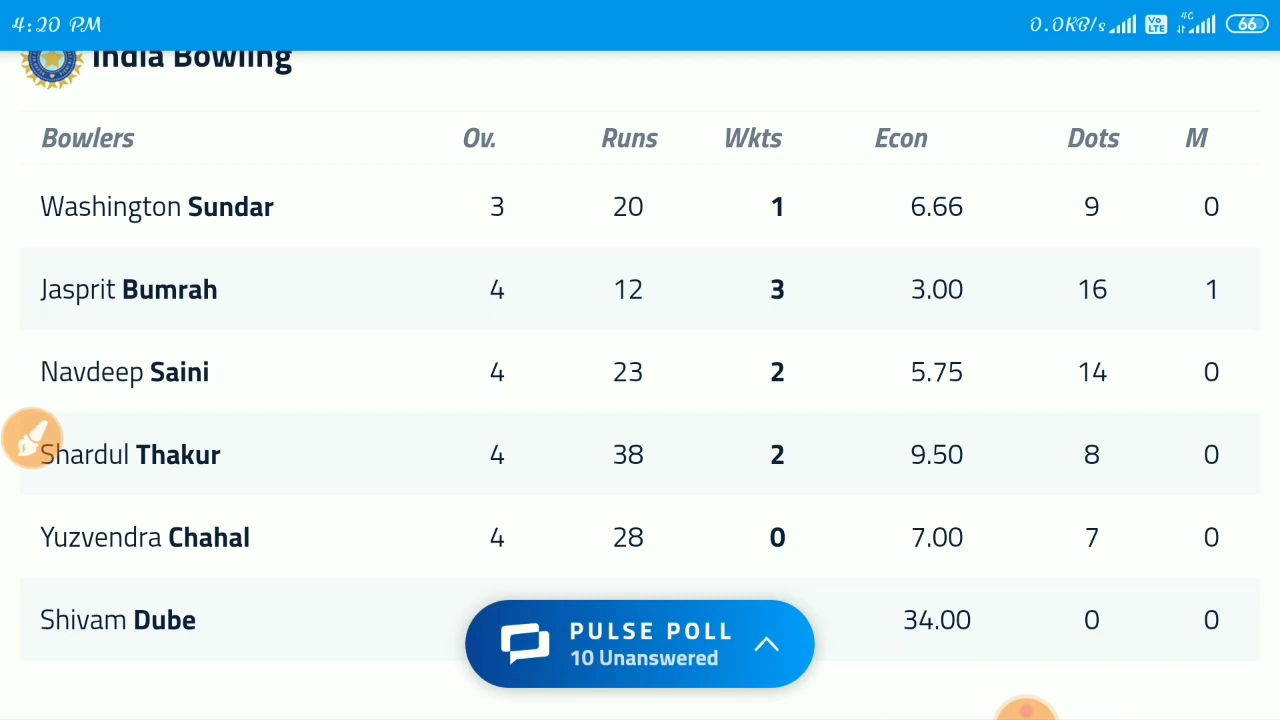 4:20 PM 0.0KB/s Vo LTE 4G 66
India Bowling
Bowlers Ov. Runs Wkts Econ Dots M
Washington Sundar 3 20 1 6.66 9 0
Jasprit Bumrah 4 12 3 3.00 16 1
Navdeep Saini 4 23 2 5.75 14 0
Shardul Thakur 4 38 2 9.50 8 0
Yuzvendra Chahal 4 28 0 7.00 7 0
Shivam Dube 34.00 0 0
PULSE POLL
10 Unanswered